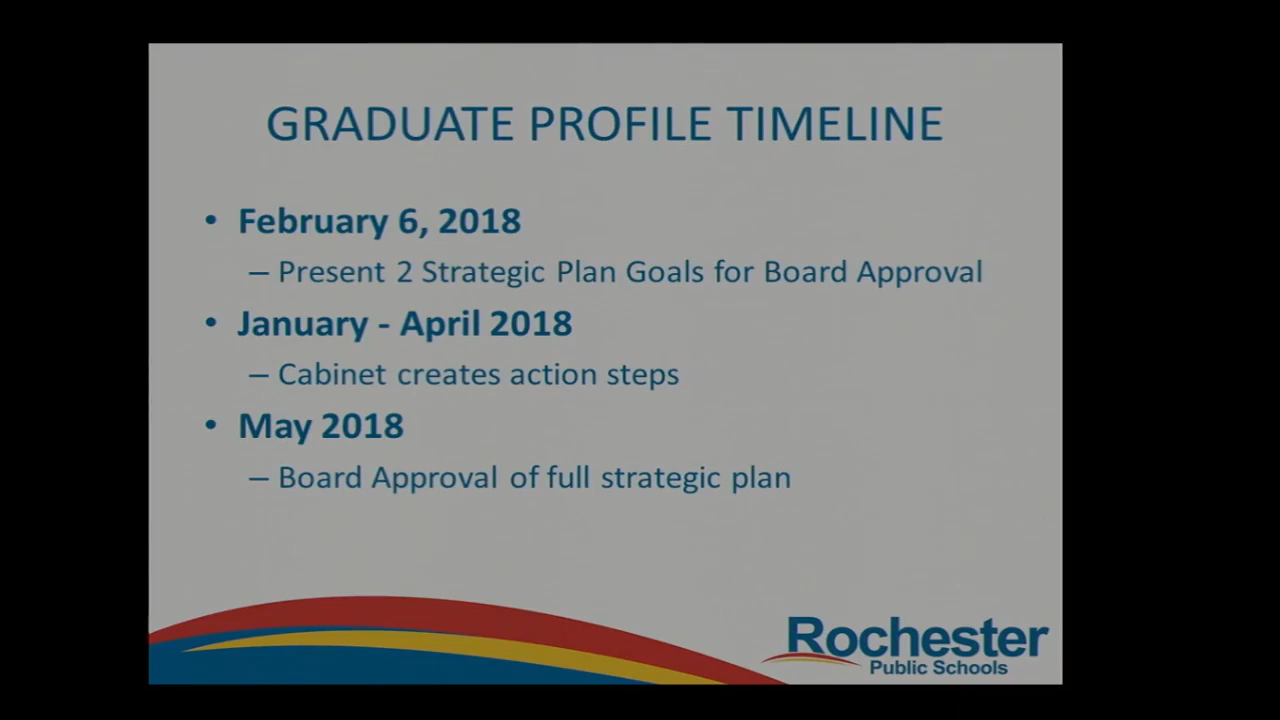 GRADUATE PROFILE TIMELINE
• February 6, 2018
– Present 2 Strategic Plan Goals for Board Approval
• January - April 2018
– Cabinet creates action steps
• May 2018
– Board Approval of full strategic plan
Rochester
Public Schools